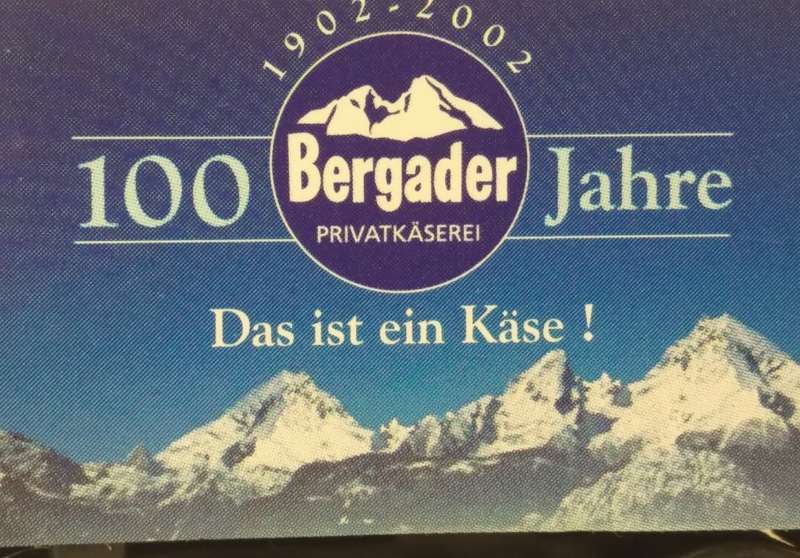 1902-2002
100 Bergader Jahre
PRIVATKÄSEREI
Das ist ein Käse !